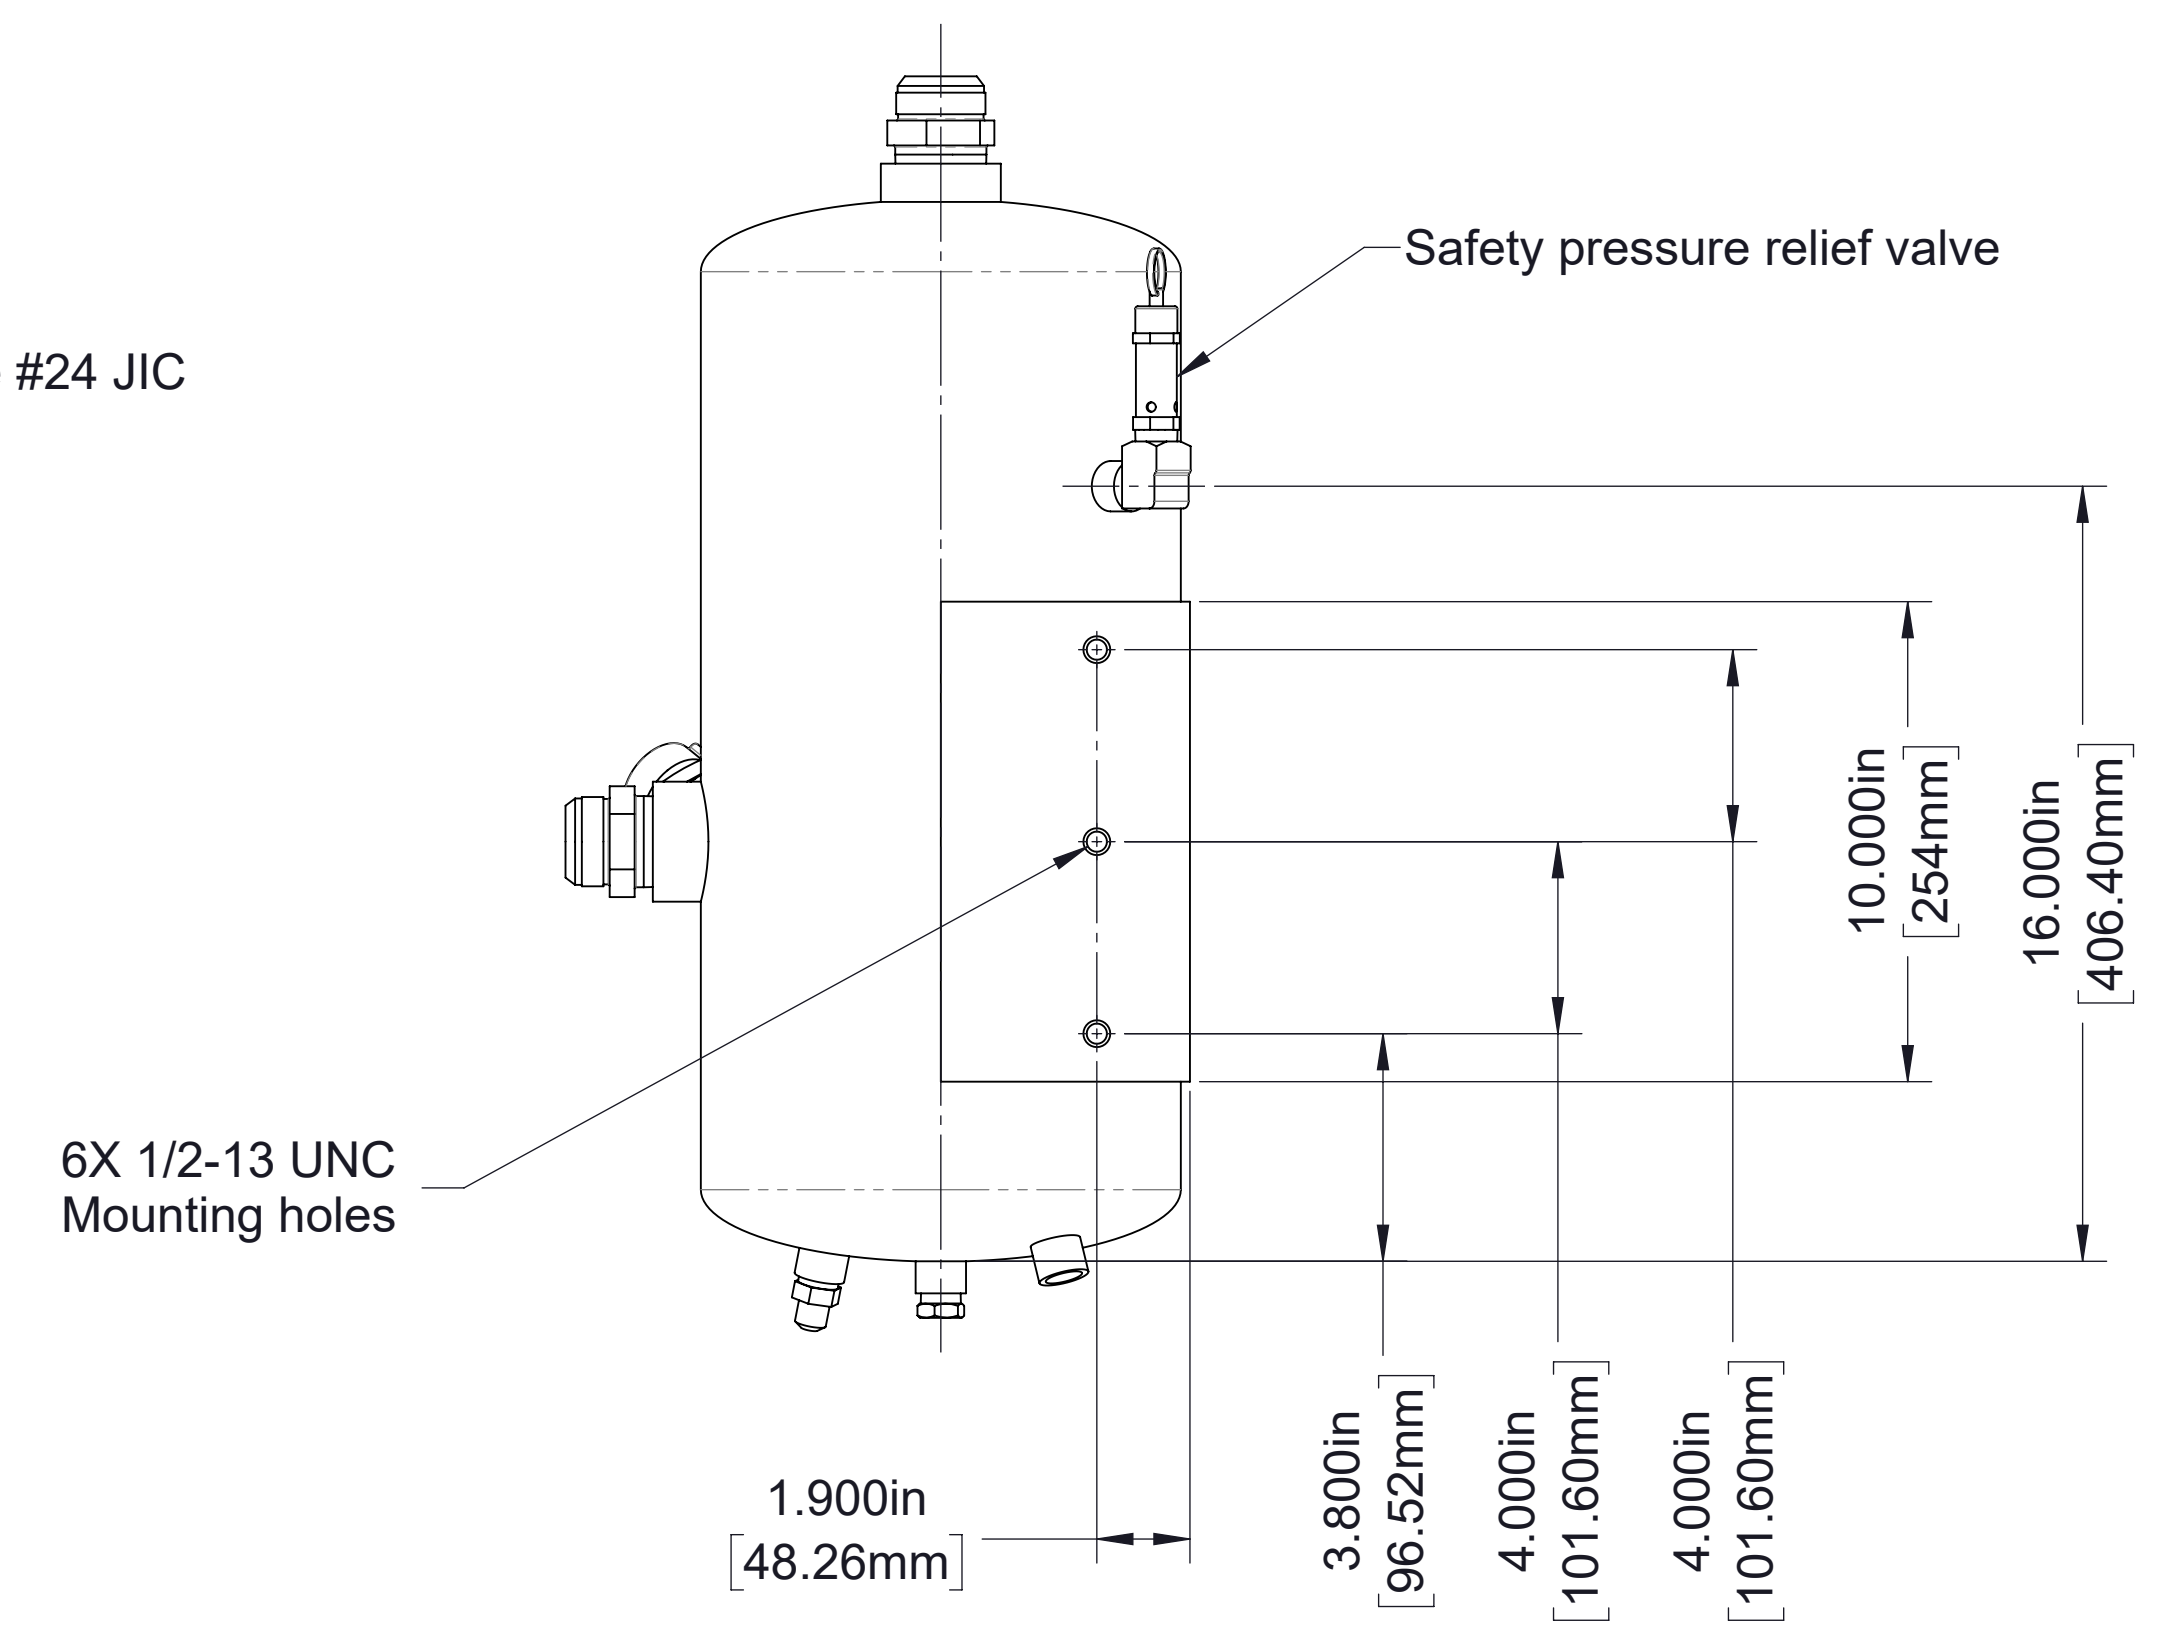 Safety pressure relief valve
#24 JIC
10.000in
[254mm]
16.000in
[406.40mm]
6X 1/2-13 UNC
Mounting holes
1.900in
[48.26mm]
3.800in
[96.52mm]
4.000in
[101.60mm]
4.000in
[101.60mm]